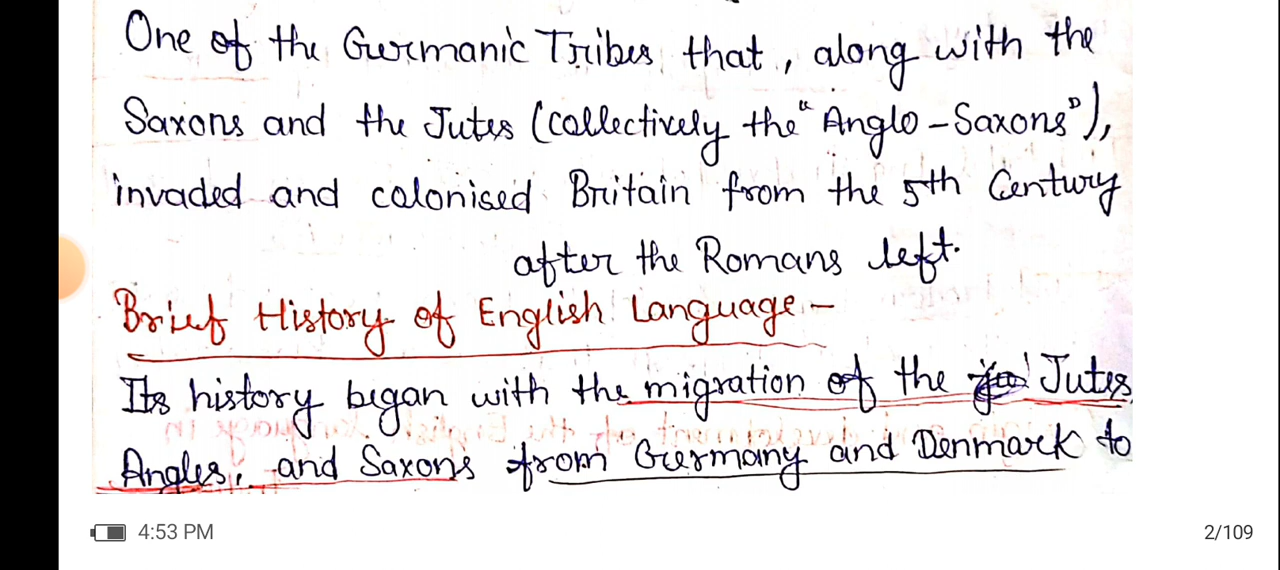 One of the Germanic Tribes that, along with the
Saxons and the Jutes (collectively the "Anglo-Saxons"),
invaded and colonised Britain from the 5th Century
after the Romans left.
Brief History of English Language -
Its history began with the migration of the Jutes,
Angles, and Saxons from Germany and Denmark to
4:53 PM
2/109